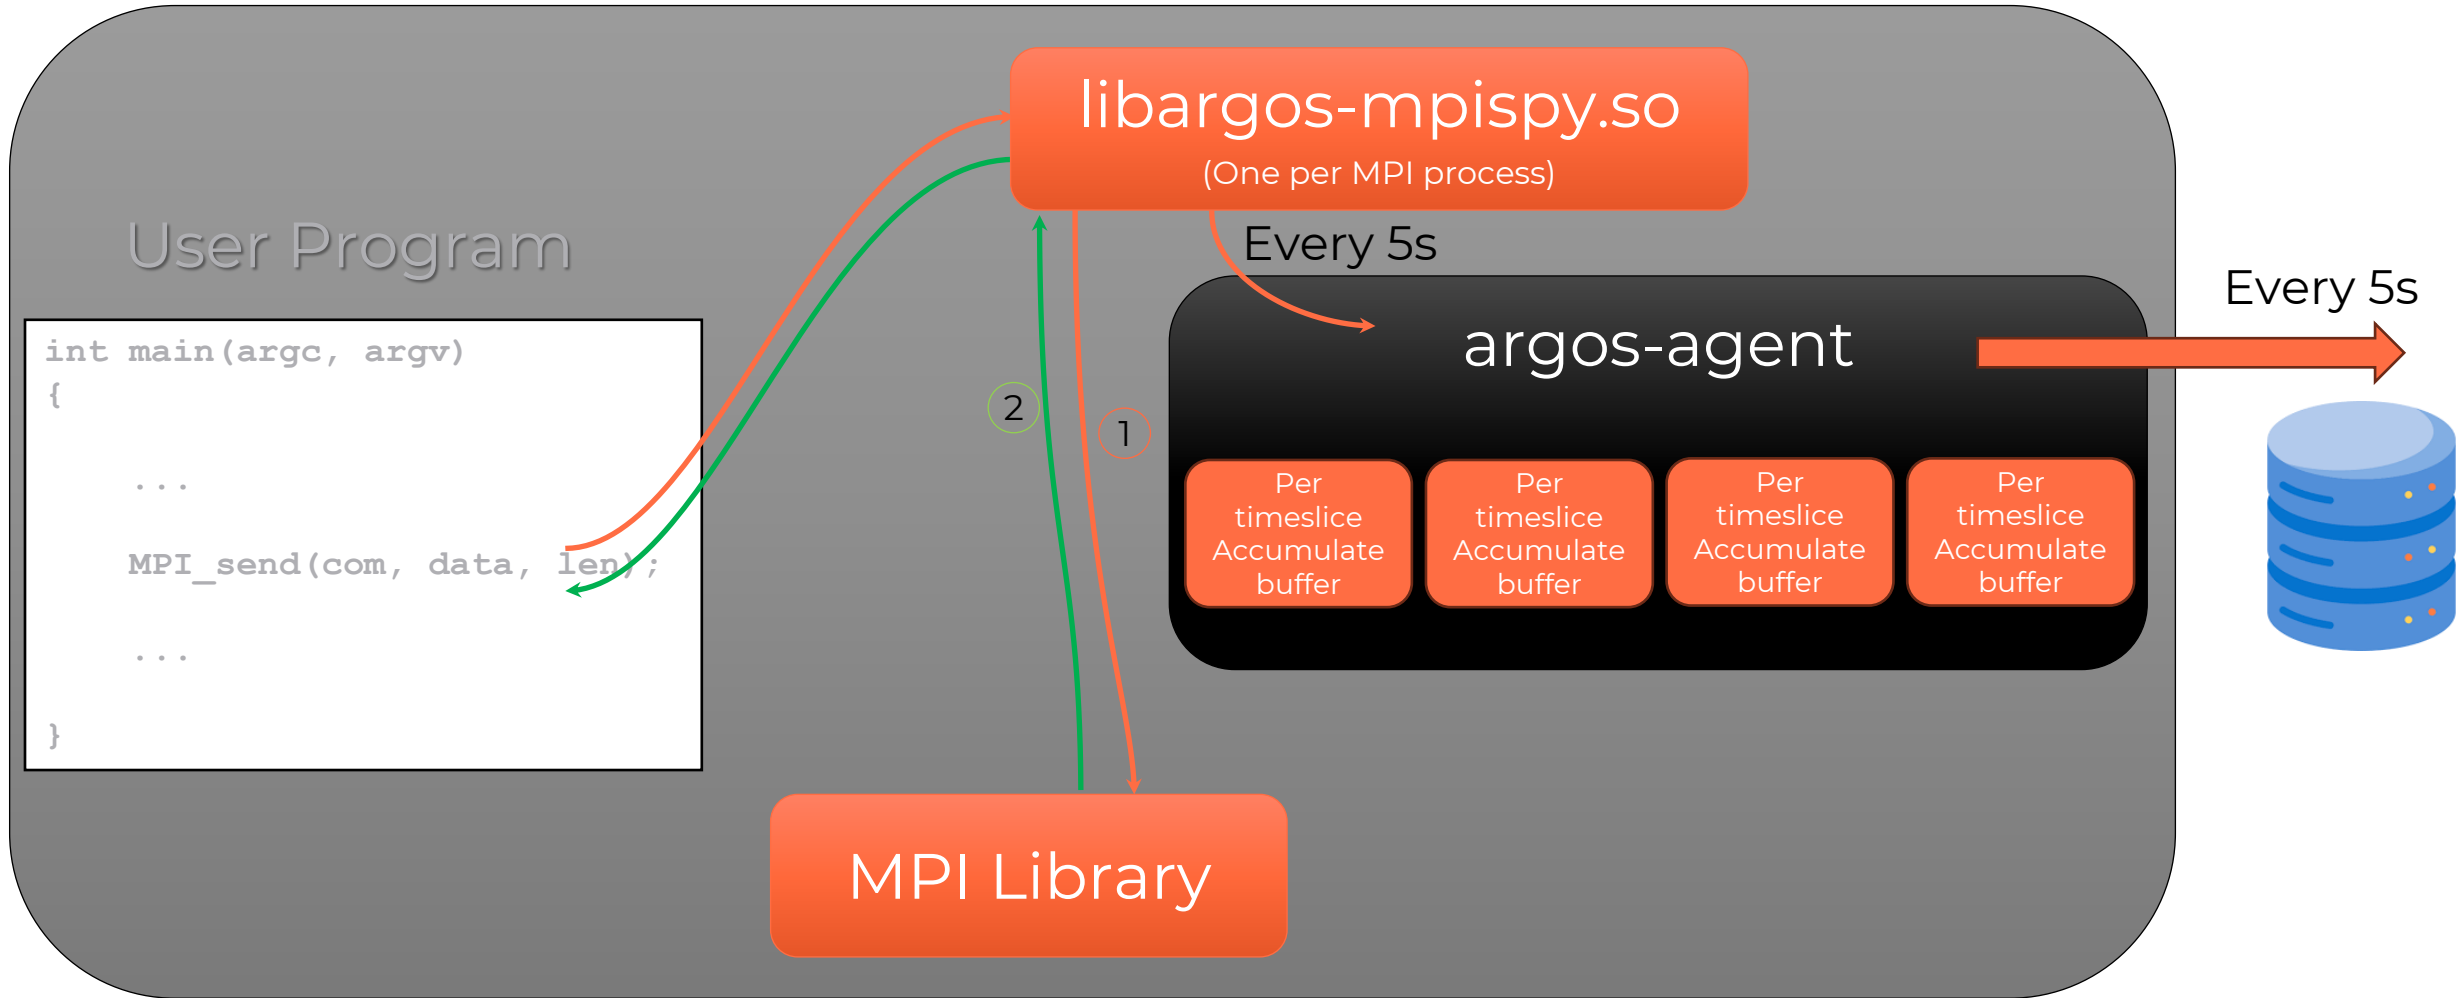 libargos-mpispy.so
(One per MPI process)
User Program
Every 5s
Every 5s
int main(argc, argv)
{
...
MPI_send(com, data, len);
...
}
argos-agent
2
1
Per
timeslice
Accumulate
buffer
Per
timeslice
Accumulate
buffer
Per
timeslice
Accumulate
buffer
Per
timeslice
Accumulate
buffer
MPI Library